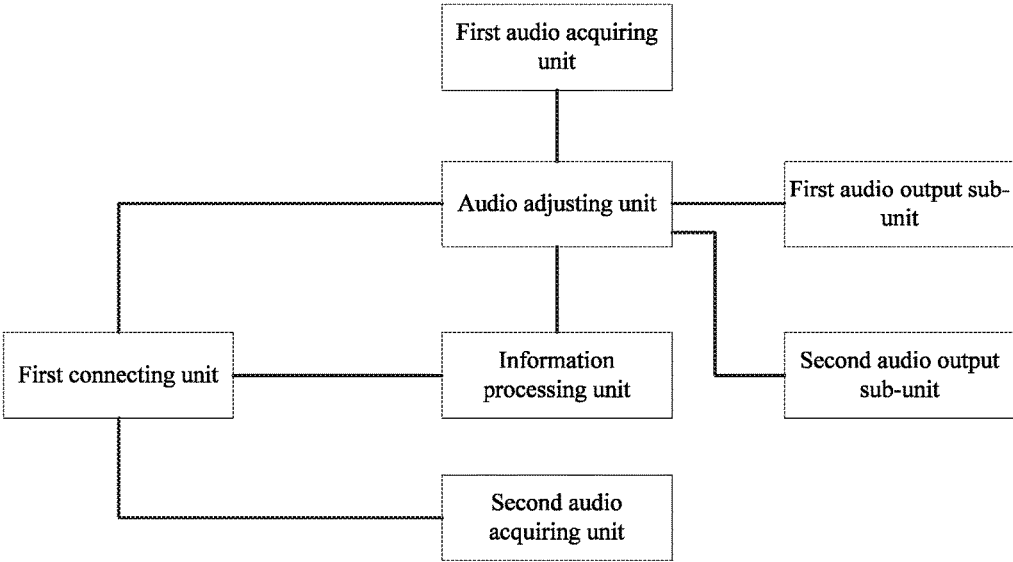 First audio acquiring
unit
Audio adjusting unit
First audio output sub-
unit
First connecting unit
Information
processing unit
Second audio output
sub-unit
Second audio
acquiring unit